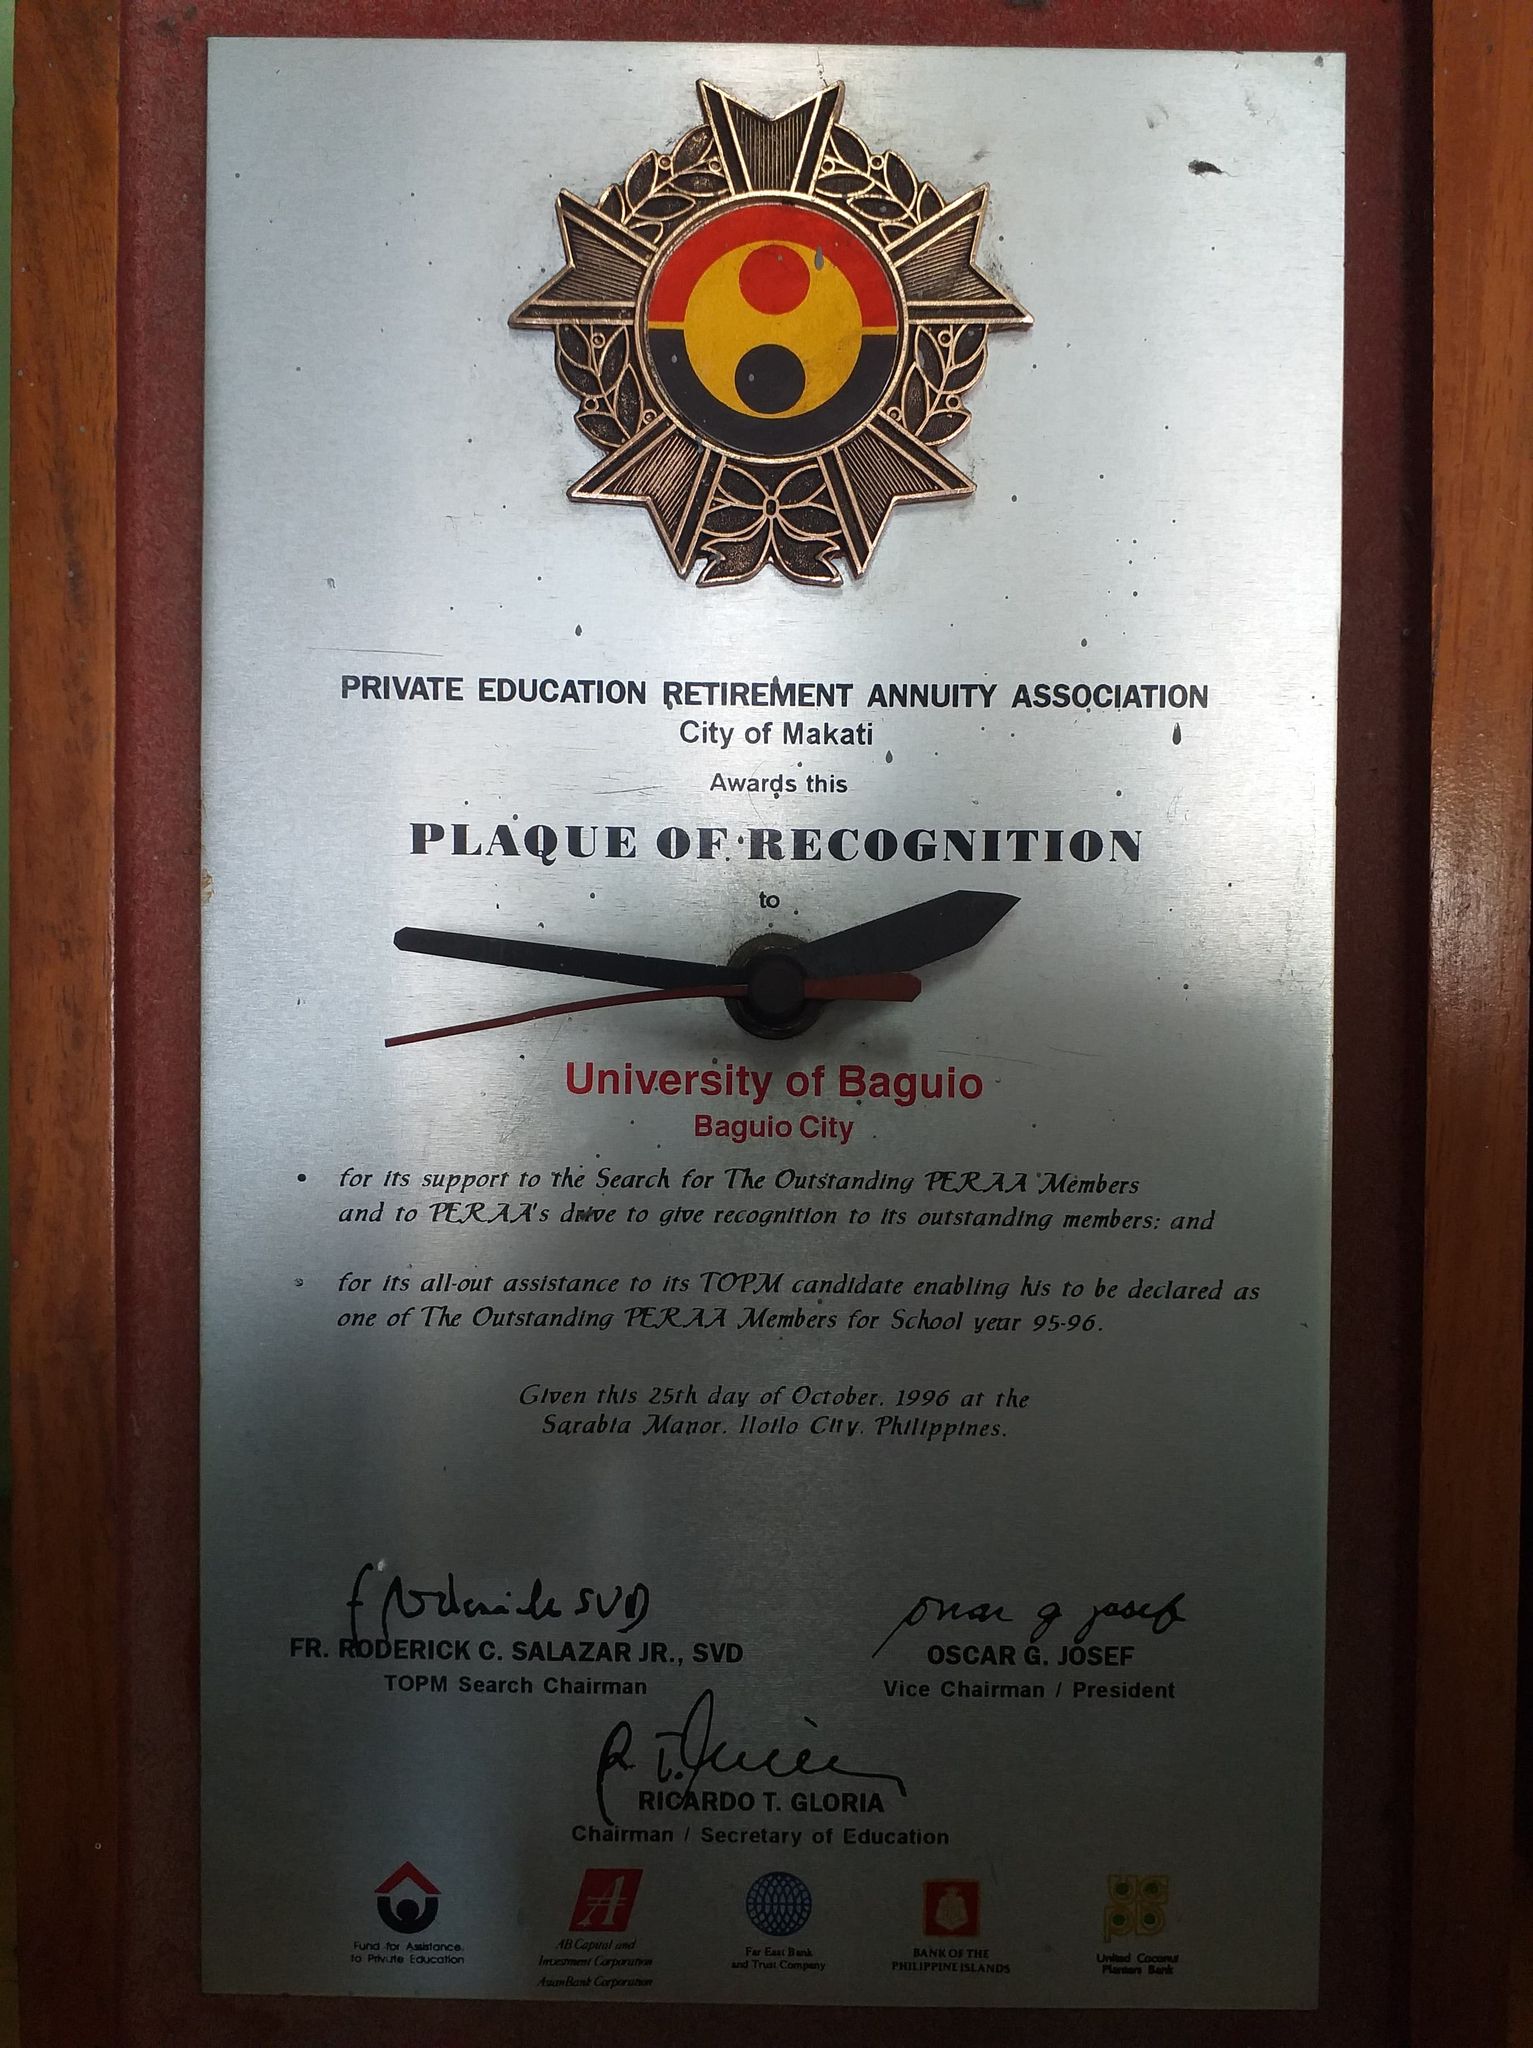 PRIVATE EDUCATION RETIREMENT ANNUITY ASSOCIATION
City of Makati
Awards this
PLAQUE OF RECOGNITION
to
University of Baguio
Baguio City
• for its support to the Search for The Outstanding PERAA Members
and to PERAA's drive to give recognition to its outstanding members; and
• for its all-out assistance to its TOPM candidate enabling his to be declared as
one of The Outstanding PERAA Members for School year 95-96.
Given this 25th day of October, 1996 at the
Sarabia Manor, Iloilo City, Philippines.
FR. RODERICK C. SALAZAR JR., SVD
TOPM Search Chairman
OSCAR G. JOSEF
Vice Chairman / President
RICARDO T. GLORIA
Chairman / Secretary of Education
Fund for Assistance
to Private Education
AB Capital and
Investment Corporation
AsianBank Corporation
Far East Bank
and Trust Company
BANK OF THE
PHILIPPINE ISLANDS
United Coconut
Planters Bank